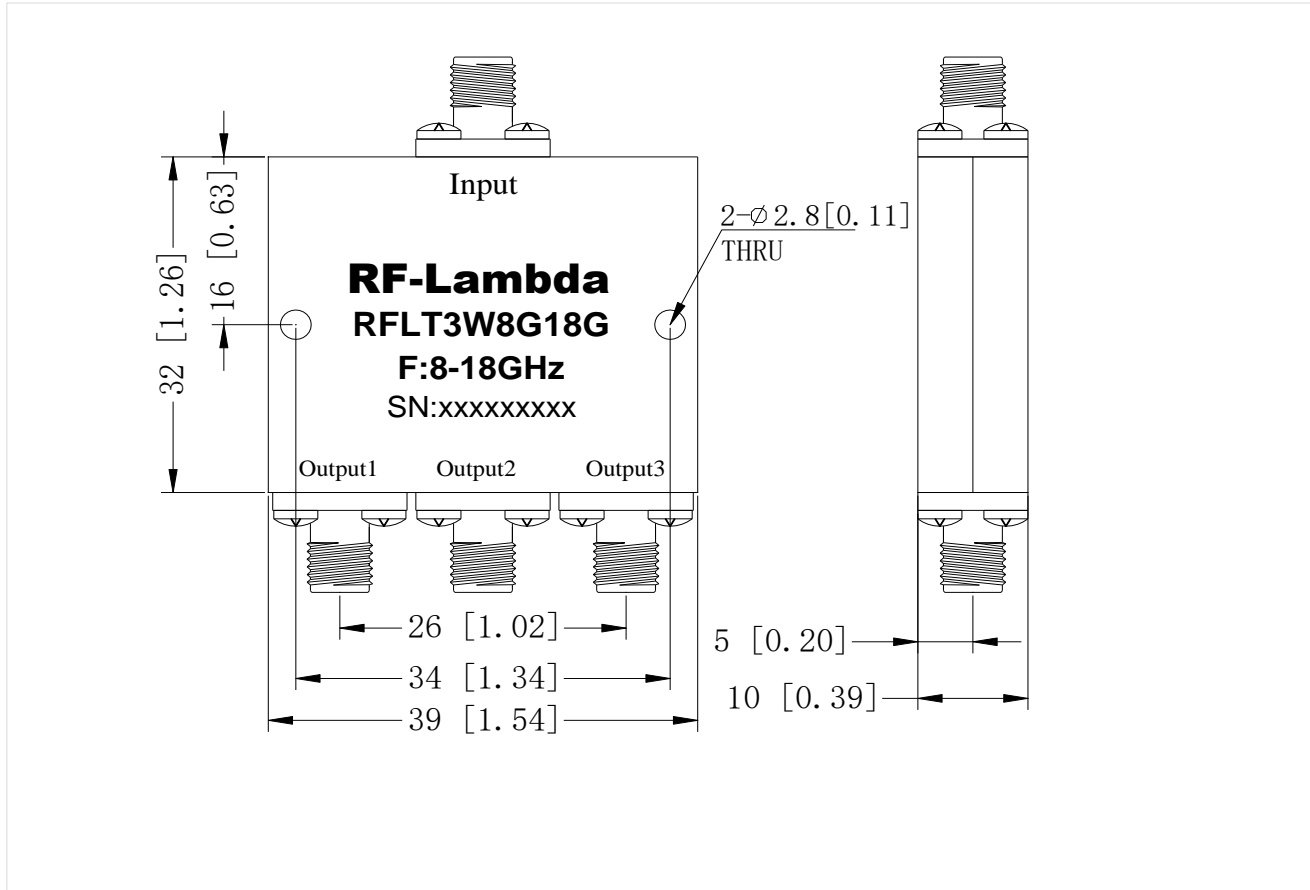 Input
RF-Lambda
RFLT3W8G18G
F:8-18GHz
SN:xxxxxxxxx
Output1 Output2 Output3
32 [1.26]
16 [0.63]
2-∅2.8[0.11]
THRU
26 [1.02]
34 [1.34]
39 [1.54]
5 [0.20]
10 [0.39]